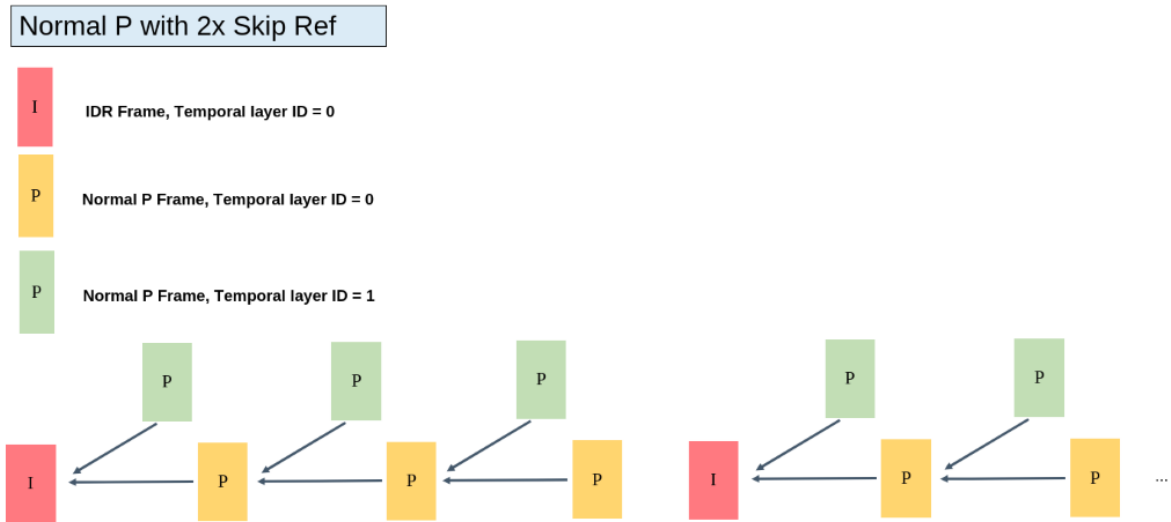 Normal P with 2x Skip Ref
I
IDR Frame, Temporal layer ID = 0
P
Normal P Frame, Temporal layer ID = 0
P
Normal P Frame, Temporal layer ID = 1
P P P P P
I P P P I P P ...